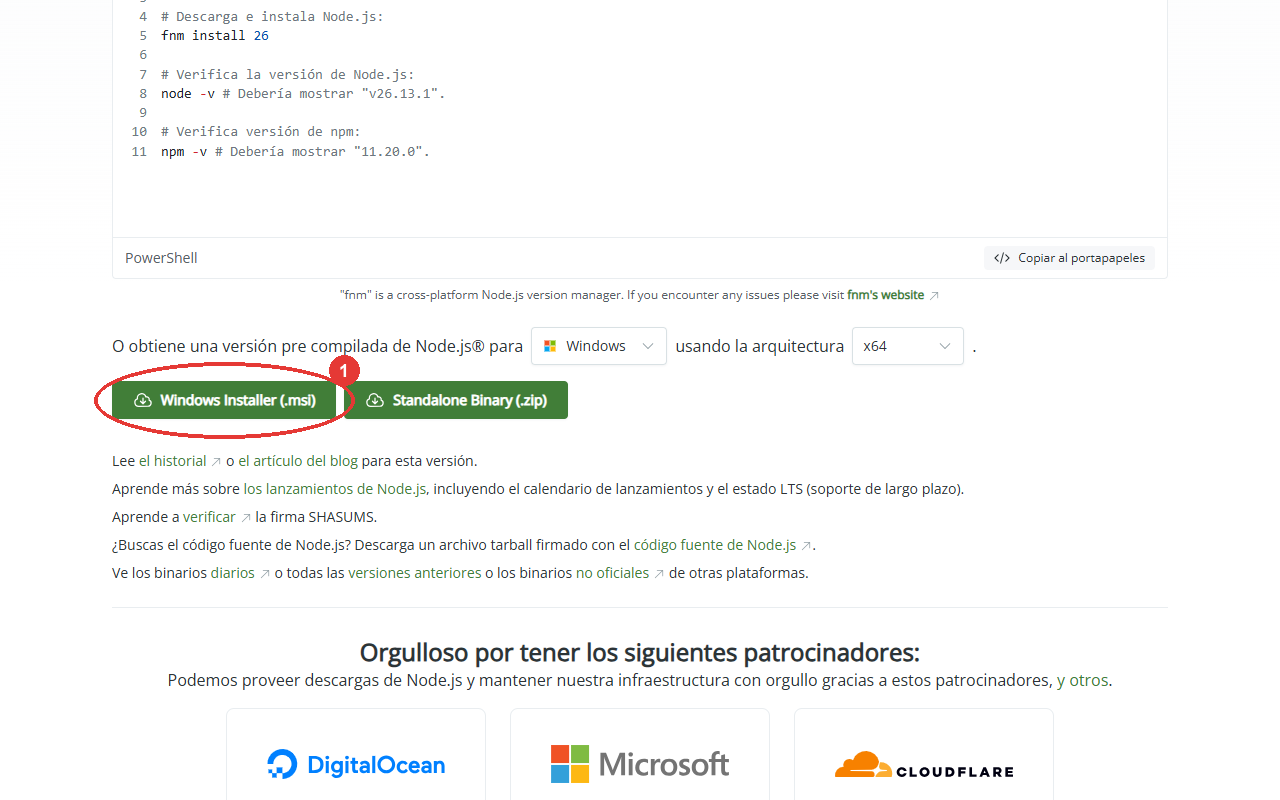 4 # Descarga e instala Node.js:
5 fnm install 26
6
7 # Verifica la versión de Node.js:
8 node -v # Debería mostrar "v26.13.1".
9
10 # Verifica versión de npm:
11 npm -v # Debería mostrar "11.20.0".
PowerShell
Copiar al portapapeles
"fnm" is a cross-platform Node.js version manager. If you encounter any issues please visit fnm's website
O obtiene una versión pre compilada de Node.js® para Windows usando la arquitectura x64 .
1
Windows Installer (.msi)
Standalone Binary (.zip)
Lee el historial o el artículo del blog para esta versión.
Aprende más sobre los lanzamientos de Node.js, incluyendo el calendario de lanzamientos y el estado LTS (soporte de largo plazo).
Aprende a verificar la firma SHASUMS.
¿Buscas el código fuente de Node.js? Descarga un archivo tarball firmado con el código fuente de Node.js.
Ve los binarios diarios o todas las versiones anteriores o los binarios no oficiales de otras plataformas.
Orgulloso por tener los siguientes patrocinadores:
Podemos proveer descargas de Node.js y mantener nuestra infraestructura con orgullo gracias a estos patrocinadores, y otros.
DigitalOcean
Microsoft
CLOUDFLARE